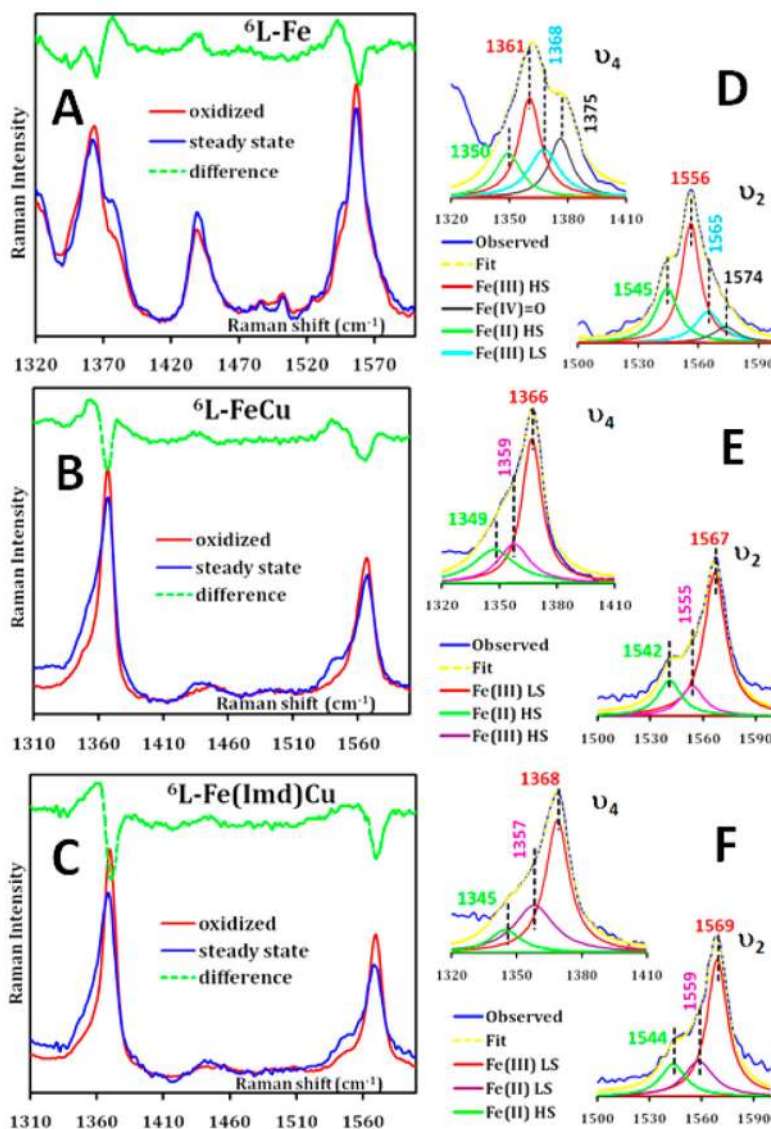 A
⁶L-Fe
oxidized
steady state
difference
Raman Intensity
Raman shift (cm⁻¹)
1320 1370 1420 1470 1520 1570
D
υ₄
1350
1361
1368
1375
1320 1350 1380 1410
υ₂
1545
1556
1565
1574
1500 1530 1560 1590
Observed
Fit
Fe(III) HS
Fe(IV)=O
Fe(II) HS
Fe(III) LS
B
⁶L-FeCu
oxidized
steady state
difference
Raman Intensity
Raman shift (cm⁻¹)
1310 1360 1410 1460 1510 1560
E
υ₄
1349
1359
1366
1320 1350 1380 1410
υ₂
1542
1555
1567
1500 1530 1560 1590
Observed
Fit
Fe(III) LS
Fe(II) HS
Fe(III) HS
C
⁶L-Fe(Imd)Cu
oxidized
steady state
difference
Raman Intensity
Raman shift (cm⁻¹)
1310 1360 1410 1460 1510 1560
F
υ₄
1345
1357
1368
1320 1350 1380 1410
υ₂
1544
1559
1569
1500 1530 1560 1590
Observed
Fit
Fe(III) LS
Fe(II) LS
Fe(II) HS